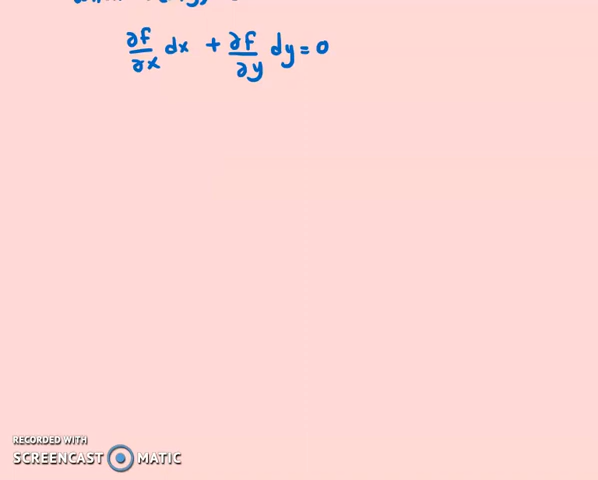 ∂f/∂x dx + ∂f/∂y dy = 0
RECORDED WITH
SCREENCAST MATIC